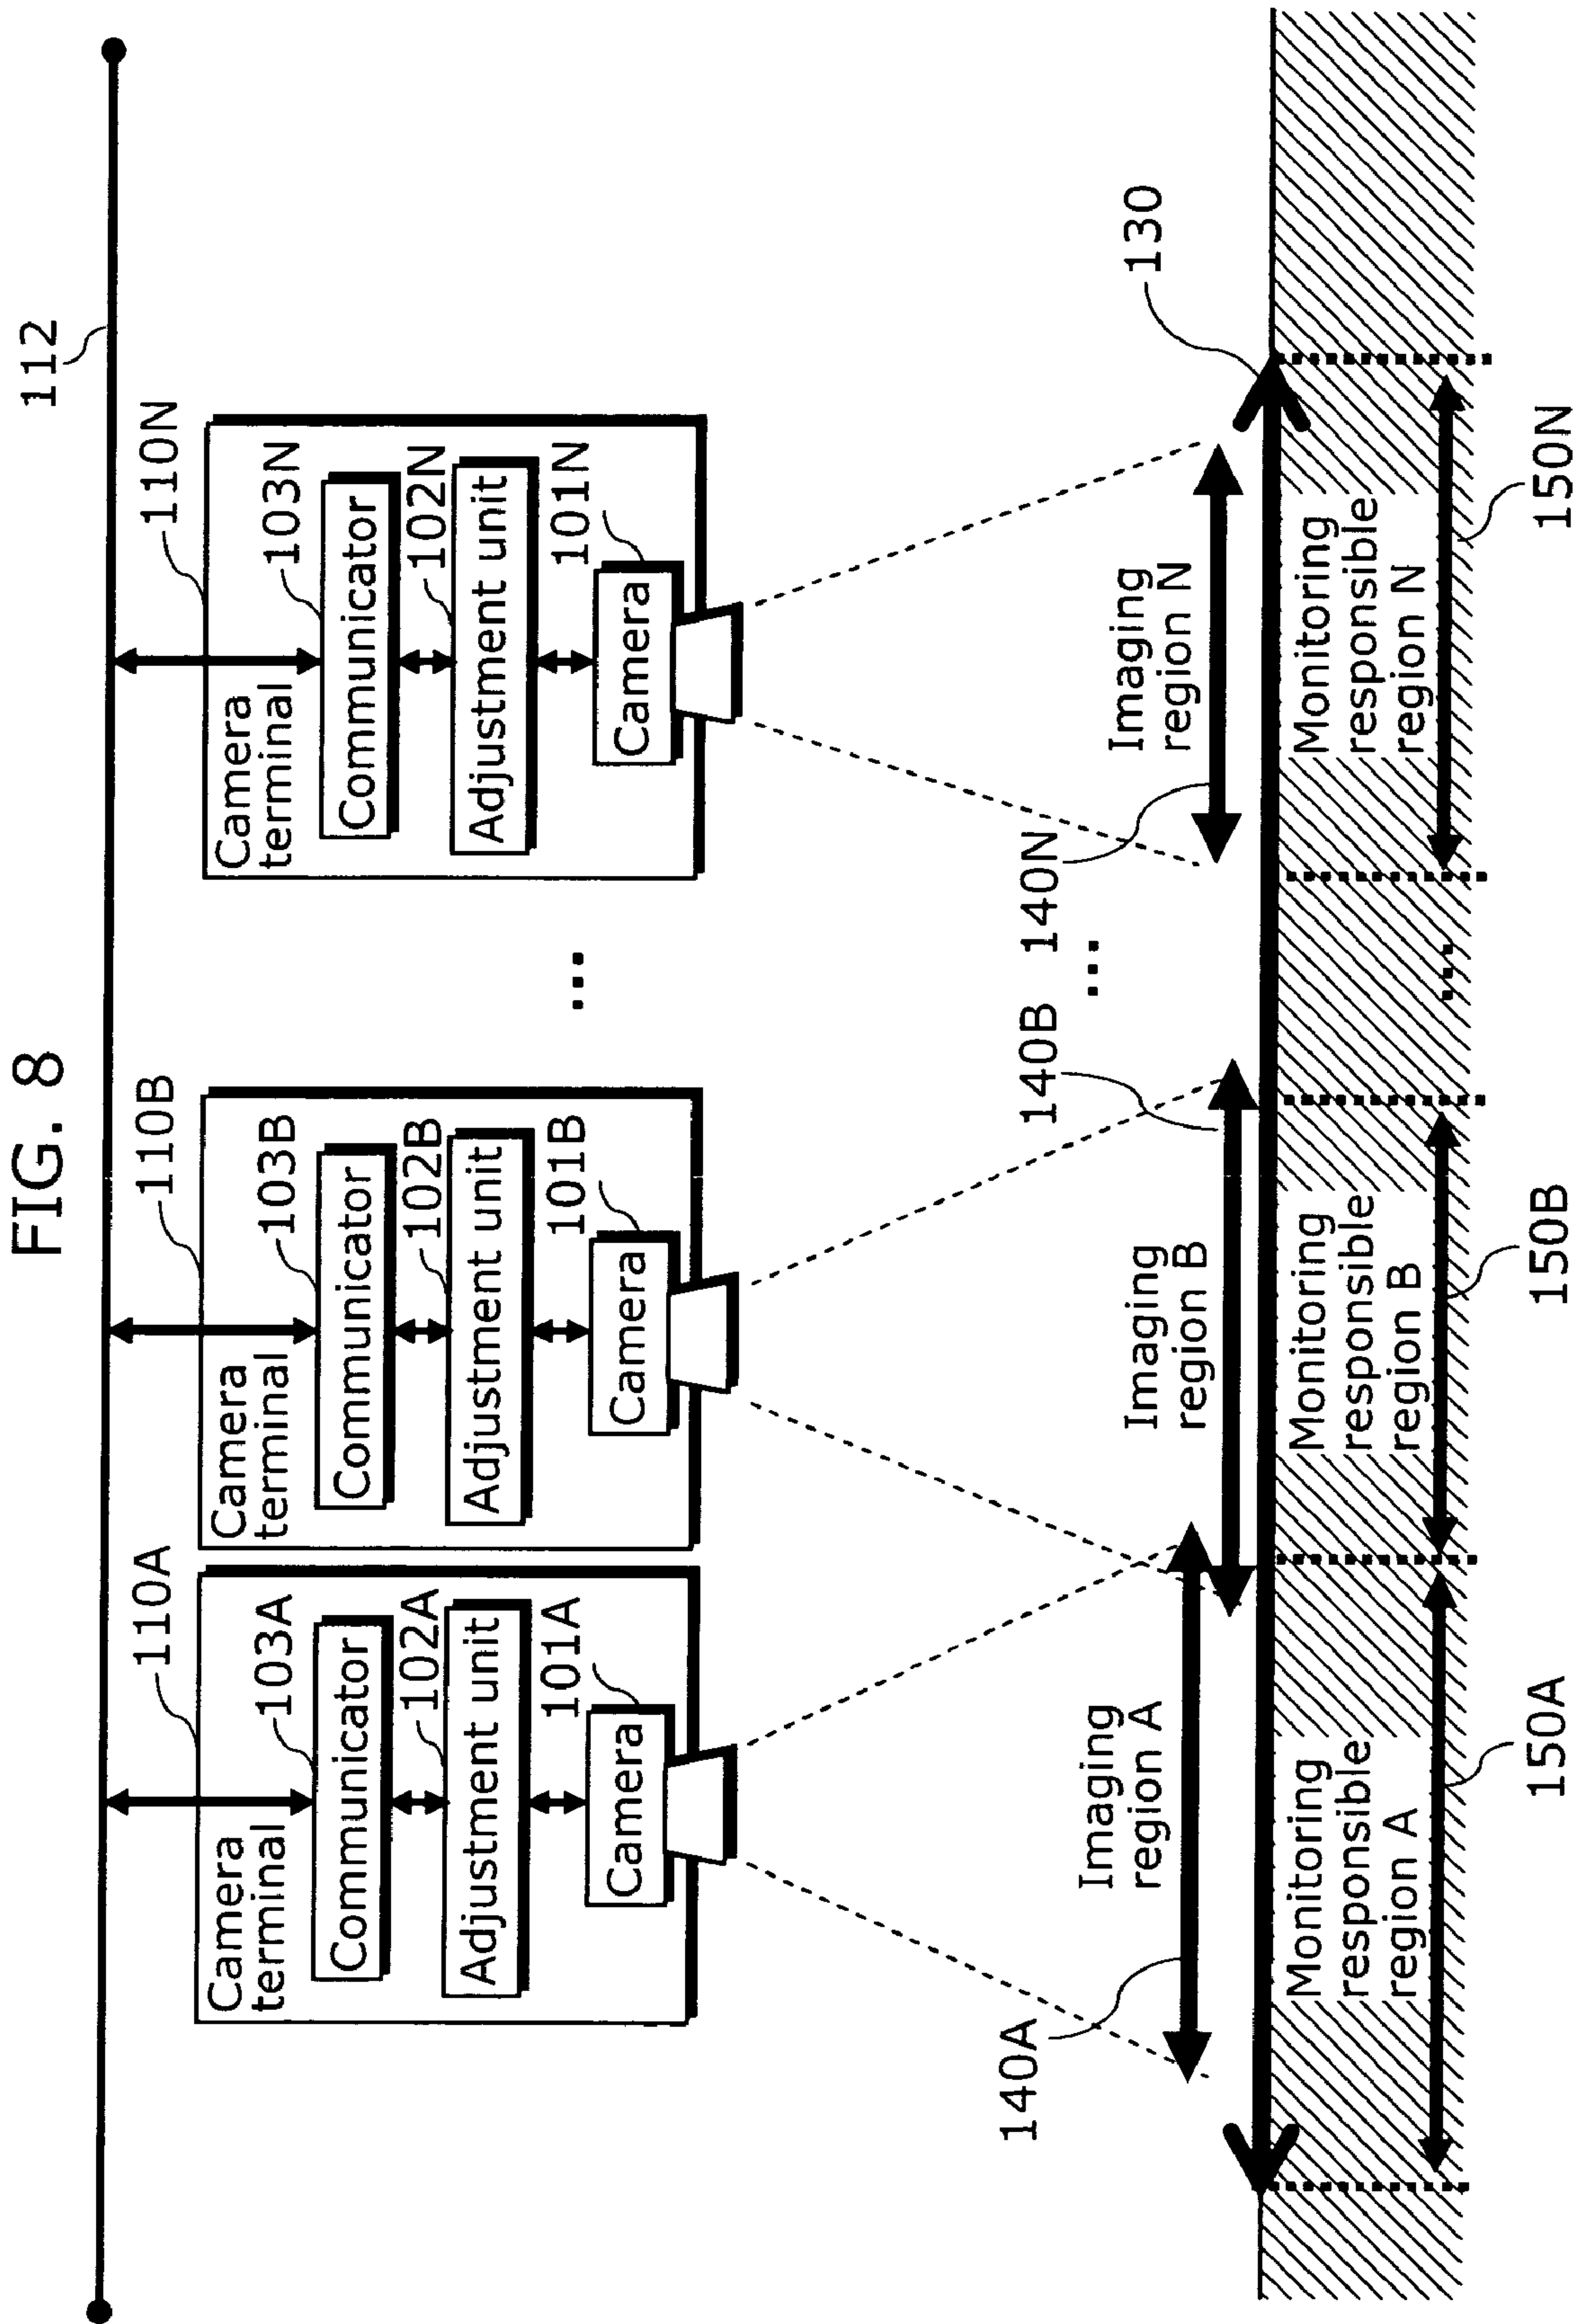 FIG. 8
112
110A
Camera
terminal
103A
Communicator
102A
Adjustment unit
101A
Camera
110B
Camera
terminal
103B
Communicator
102B
Adjustment unit
101B
Camera
...
110N
Camera
terminal
103N
Communicator
102N
Adjustment unit
101N
Camera
140A
Imaging
region A
140B
Imaging
region B
...
140N
Imaging
region N
130
Monitoring
responsible
region A
150A
Monitoring
responsible
region B
150B
...
Monitoring
responsible
region N
150N